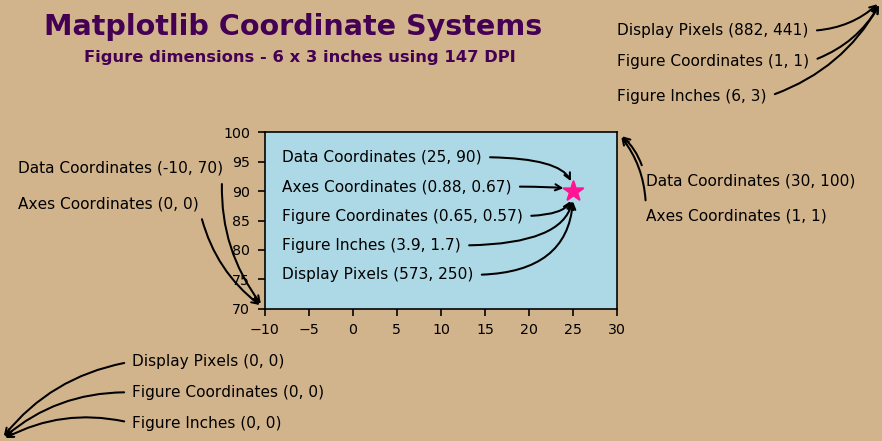 Matplotlib Coordinate Systems
Figure dimensions - 6 x 3 inches using 147 DPI
Display Pixels (882, 441)
Figure Coordinates (1, 1)
Figure Inches (6, 3)
Data Coordinates (-10, 70)
Axes Coordinates (0, 0)
100
95
90
85
80
75
70
Data Coordinates (25, 90)
Axes Coordinates (0.88, 0.67)
Figure Coordinates (0.65, 0.57)
Figure Inches (3.9, 1.7)
Display Pixels (573, 250)
Data Coordinates (30, 100)
Axes Coordinates (1, 1)
−10 −5 0 5 10 15 20 25 30
Display Pixels (0, 0)
Figure Coordinates (0, 0)
Figure Inches (0, 0)